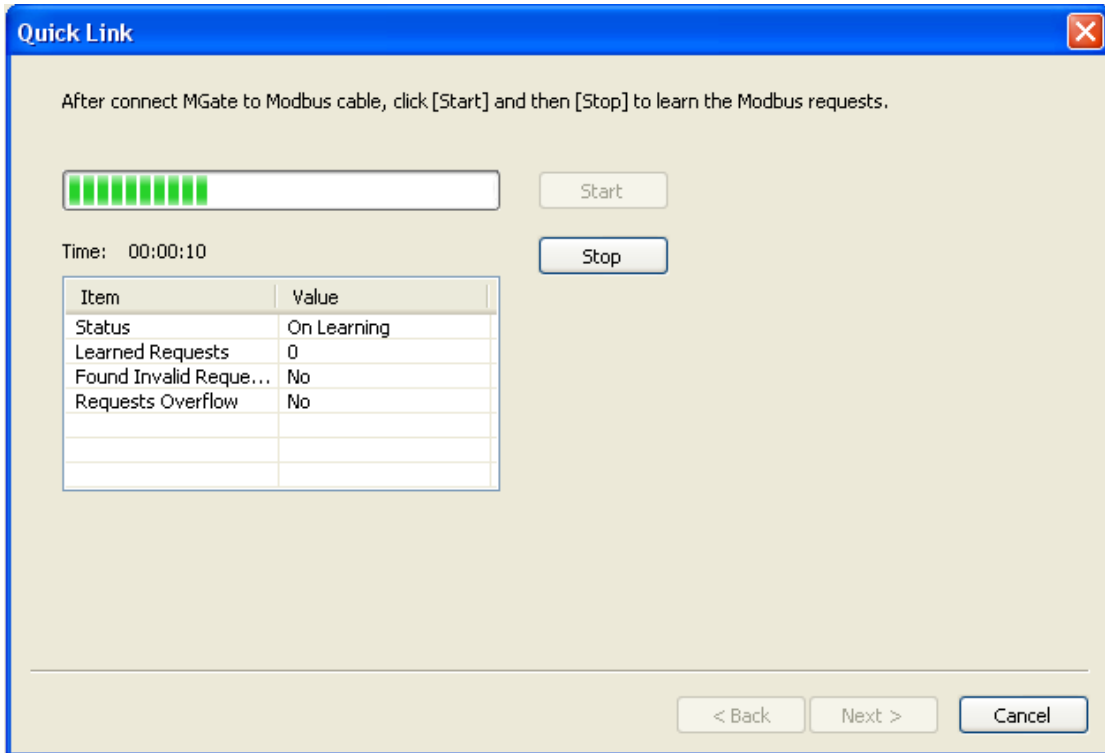 Quick Link
After connect MGate to Modbus cable, click [Start] and then [Stop] to learn the Modbus requests.
Start
Time: 00:00:10
Stop
Item Value
Status On Learning
Learned Requests 0
Found Invalid Reque... No
Requests Overflow No
< Back Next > Cancel